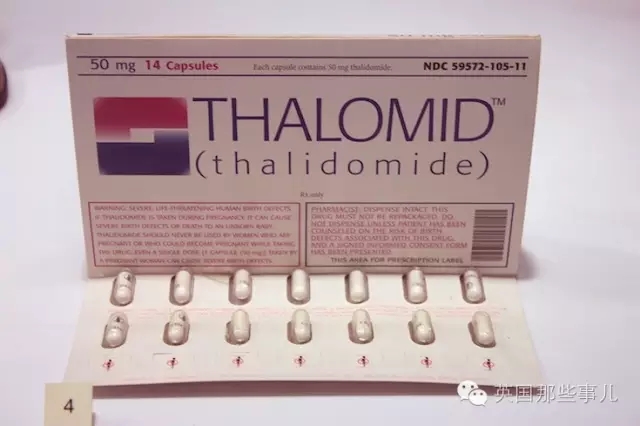 50 mg 14 Capsules
Each capsule contains 50 mg thalidomide.
NDC 59572-105-11
THALOMID™
(thalidomide)
Rx only
WARNING: SEVERE, LIFE-THREATENING HUMAN BIRTH DEFECTS
IF THALIDOMIDE IS TAKEN DURING PREGNANCY, IT CAN CAUSE
SEVERE BIRTH DEFECTS OR DEATH TO AN UNBORN BABY.
THALIDOMIDE SHOULD NEVER BE USED BY WOMEN WHO ARE
PREGNANT OR WHO COULD BECOME PREGNANT WHILE TAKING
THE DRUG. EVEN A SINGLE DOSE [1 CAPSULE (50 mg)] TAKEN BY
A PREGNANT WOMAN CAN CAUSE SEVERE BIRTH DEFECTS
PHARMACIST: DISPENSE INTACT. THIS
DRUG MUST NOT BE REPACKAGED. DO
NOT DISPENSE UNLESS PATIENT HAS BEEN
COUNSELED ON THE RISK OF BIRTH
DEFECTS ASSOCIATED WITH THIS DRUG,
AND A SIGNED INFORMED CONSENT FORM
HAS BEEN PRESENTED.
THIS AREA FOR PRESCRIPTION LABEL
4
英国那些事儿